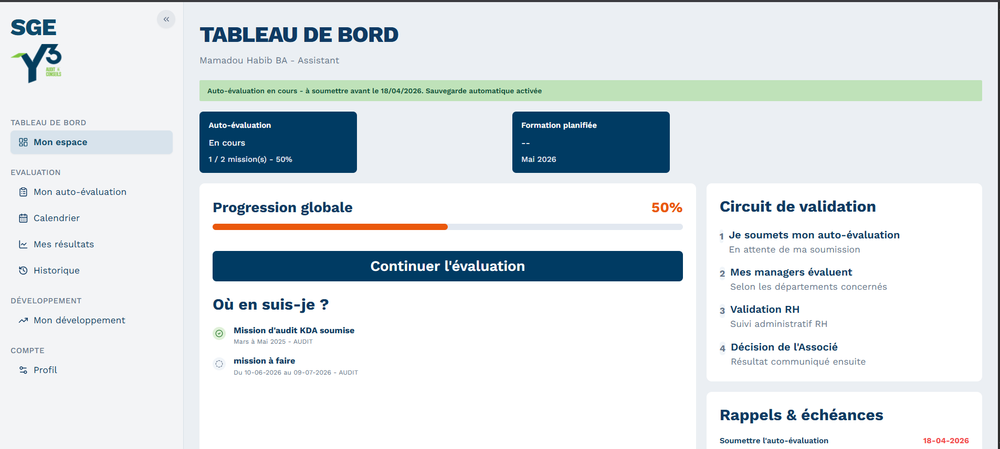 SGE
Y3
AUDIT &
CONSEILS
TABLEAU DE BORD
Mon espace
EVALUATION
Mon auto-évaluation
Calendrier
Mes résultats
Historique
DÉVELOPPEMENT
Mon développement
COMPTE
Profil
TABLEAU DE BORD
Mamadou Habib BA - Assistant
Auto-évaluation en cours - à soumettre avant le 18/04/2026. Sauvegarde automatique activée
Auto-évaluation
En cours
1 / 2 mission(s) - 50%
Formation planifiée
--
Mai 2026
Progression globale
50%
Continuer l'évaluation
Où en suis-je ?
Mission d'audit KDA soumise
Mars à Mai 2025 - AUDIT
mission à faire
Du 10-06-2026 au 09-07-2026 - AUDIT
Circuit de validation
1 Je soumets mon auto-évaluation
En attente de ma soumission
2 Mes managers évaluent
Selon les départements concernés
3 Validation RH
Suivi administratif RH
4 Décision de l'Associé
Résultat communiqué ensuite
Rappels & échéances
Soumettre l'auto-évaluation 18-04-2026